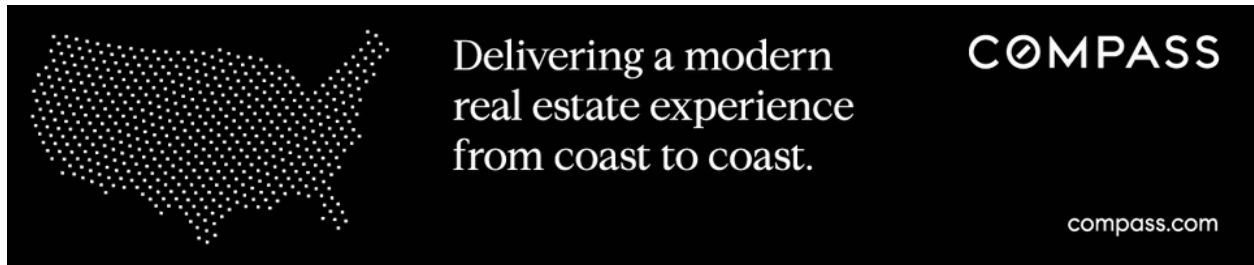 Delivering a modern
real estate experience
from coast to coast.
COMPASS
compass.com